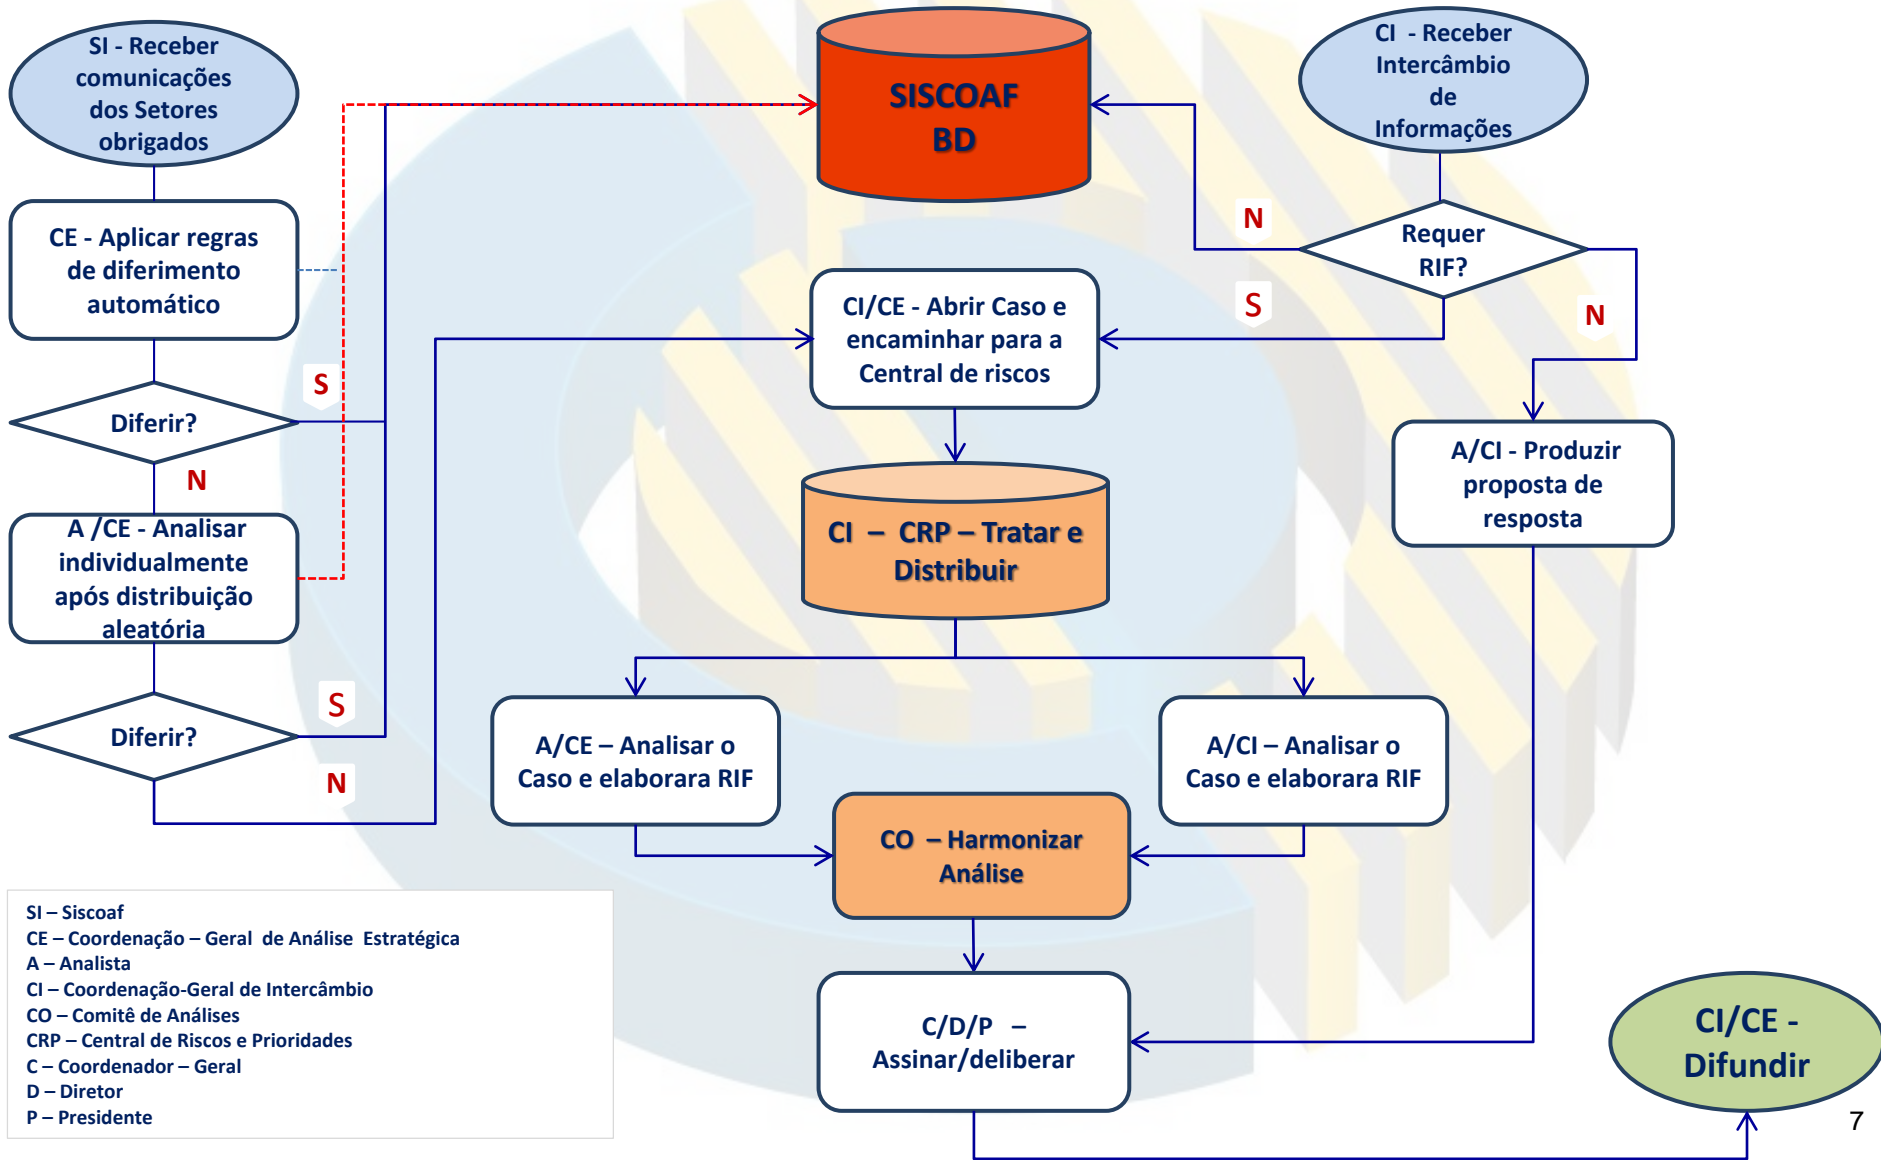 SI - Receber
comunicações
dos Setores
obrigados
SISCOAF
BD
CI - Receber
Intercâmbio
de
Informações
CE - Aplicar regras
de diferimento
automático
N
Requer
RIF?
S
N
CI/CE - Abrir Caso e
encaminhar para a
Central de riscos
S
Diferir?
N
A/CI - Produzir
proposta de
resposta
A /CE - Analisar
individualmente
após distribuição
aleatória
CI – CRP – Tratar e
Distribuir
S
Diferir?
N
A/CE – Analisar o
Caso e elaborara RIF
A/CI – Analisar o
Caso e elaborara RIF
CO – Harmonizar
Análise
SI – Siscoaf
CE – Coordenação – Geral de Análise Estratégica
A – Analista
CI – Coordenação-Geral de Intercâmbio
CO – Comitê de Análises
CRP – Central de Riscos e Prioridades
C – Coordenador – Geral
D – Diretor
P – Presidente
C/D/P –
Assinar/deliberar
CI/CE -
Difundir
7